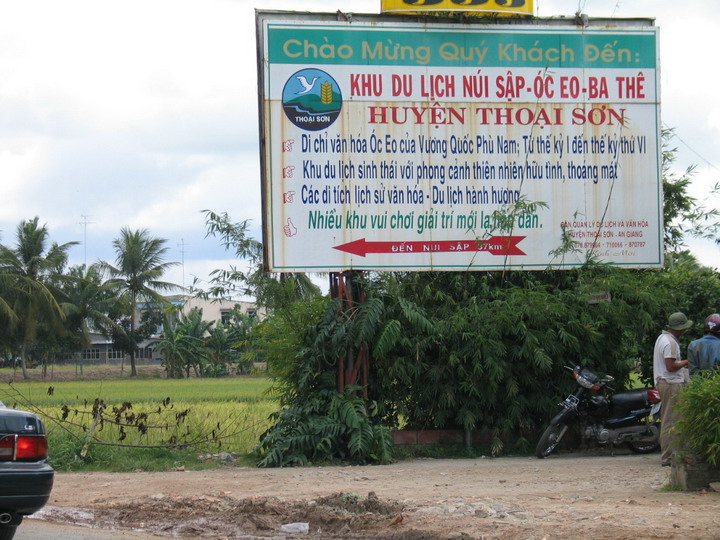 Chào Mừng Quý Khách Đến:
THOẠI SƠN
KHU DU LỊCH NÚI SẬP-ÓC EO-BA THÊ
HUYỆN THOẠI SƠN
Di chỉ văn hóa Óc Eo của Vương Quốc Phù Nam; Từ thế kỷ I đến thế kỷ thứ VI
Khu du lịch sinh thái với phong cảnh thiên nhiên hữu tình, thoáng mát
Các di tích lịch sử văn hóa - Du lịch hành hương
Nhiều khu vui chơi giải trí mới lạ, hấp dẫn.
ĐẾN NÚI SẬP 37km
BAN QUẢN LÝ DU LỊCH VÀ VĂN HÓA
HUYỆN THOẠI SƠN - AN GIANG